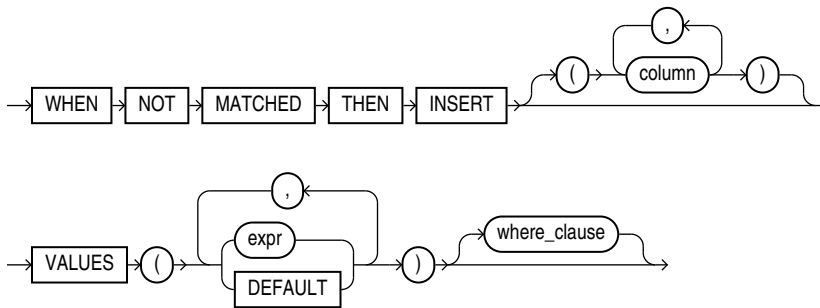 ,
( column )
WHEN NOT MATCHED THEN INSERT
,
expr
VALUES ( DEFAULT )
where_clause